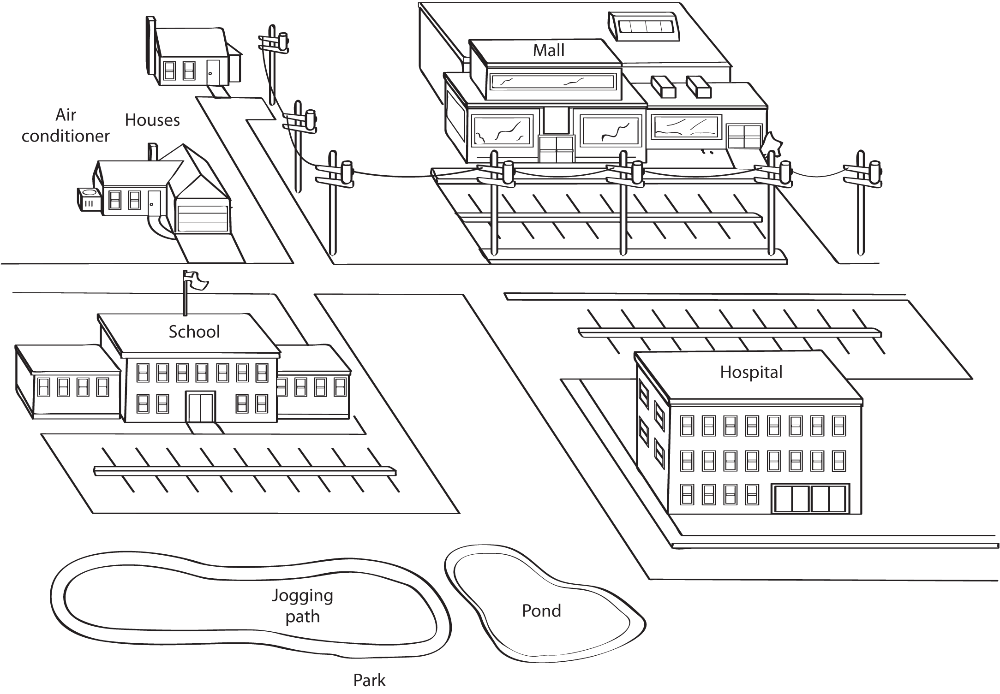 Mall
Air
conditioner
Houses
School
Hospital
Jogging
path
Pond
Park